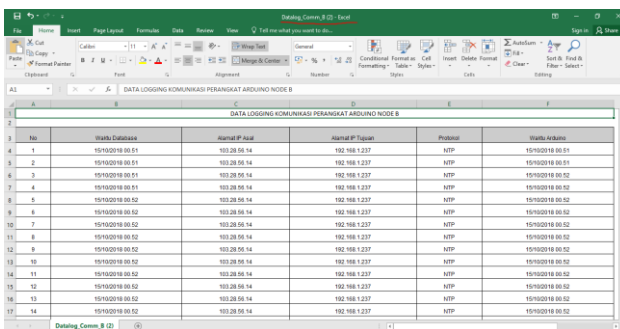 Datalog_Comm_B (2) - Excel
File Home Insert Page Layout Formulas Data Review View Tell me what you want to do... Sign in Share
Cut Calibri 11 Wrap Text General AutoSum
Paste Copy Fill
Format Painter Merge & Center Conditional Formatting Format as Table Cell Styles Insert Delete Format Clear Sort & Filter Find & Select
Clipboard Font Alignment Number Styles Cells Editing
A1 DATA LOGGING KOMUNIKASI PERANGKAT ARDUINO NODE B
A B C D E F
1 DATA LOGGING KOMUNIKASI PERANGKAT ARDUINO NODE B
2
3 No Waktu Database Alamat IP Asal Alamat IP Tujuan Protokol Waktu Arduino
4 1 15/10/2018 00.51 103.28.56.14 192.168.1.237 NTP 15/10/2018 00.51
5 2 15/10/2018 00.51 103.28.56.14 192.168.1.237 NTP 15/10/2018 00.51
6 3 15/10/2018 00.51 103.28.56.14 192.168.1.237 NTP 15/10/2018 00.52
7 4 15/10/2018 00.51 103.28.56.14 192.168.1.237 NTP 15/10/2018 00.52
8 5 15/10/2018 00.52 103.28.56.14 192.168.1.237 NTP 15/10/2018 00.52
9 6 15/10/2018 00.52 103.28.56.14 192.168.1.237 NTP 15/10/2018 00.52
10 7 15/10/2018 00.52 103.28.56.14 192.168.1.237 NTP 15/10/2018 00.52
11 8 15/10/2018 00.52 103.28.56.14 192.168.1.237 NTP 15/10/2018 00.52
12 9 15/10/2018 00.52 103.28.56.14 192.168.1.237 NTP 15/10/2018 00.52
13 10 15/10/2018 00.52 103.28.56.14 192.168.1.237 NTP 15/10/2018 00.52
14 11 15/10/2018 00.52 103.28.56.14 192.168.1.237 NTP 15/10/2018 00.52
15 12 15/10/2018 00.52 103.28.56.14 192.168.1.237 NTP 15/10/2018 00.52
16 13 15/10/2018 00.52 103.28.56.14 192.168.1.237 NTP 15/10/2018 00.52
17 14 15/10/2018 00.52 103.28.56.14 192.168.1.237 NTP 15/10/2018 00.52
Datalog_Comm_B (2)